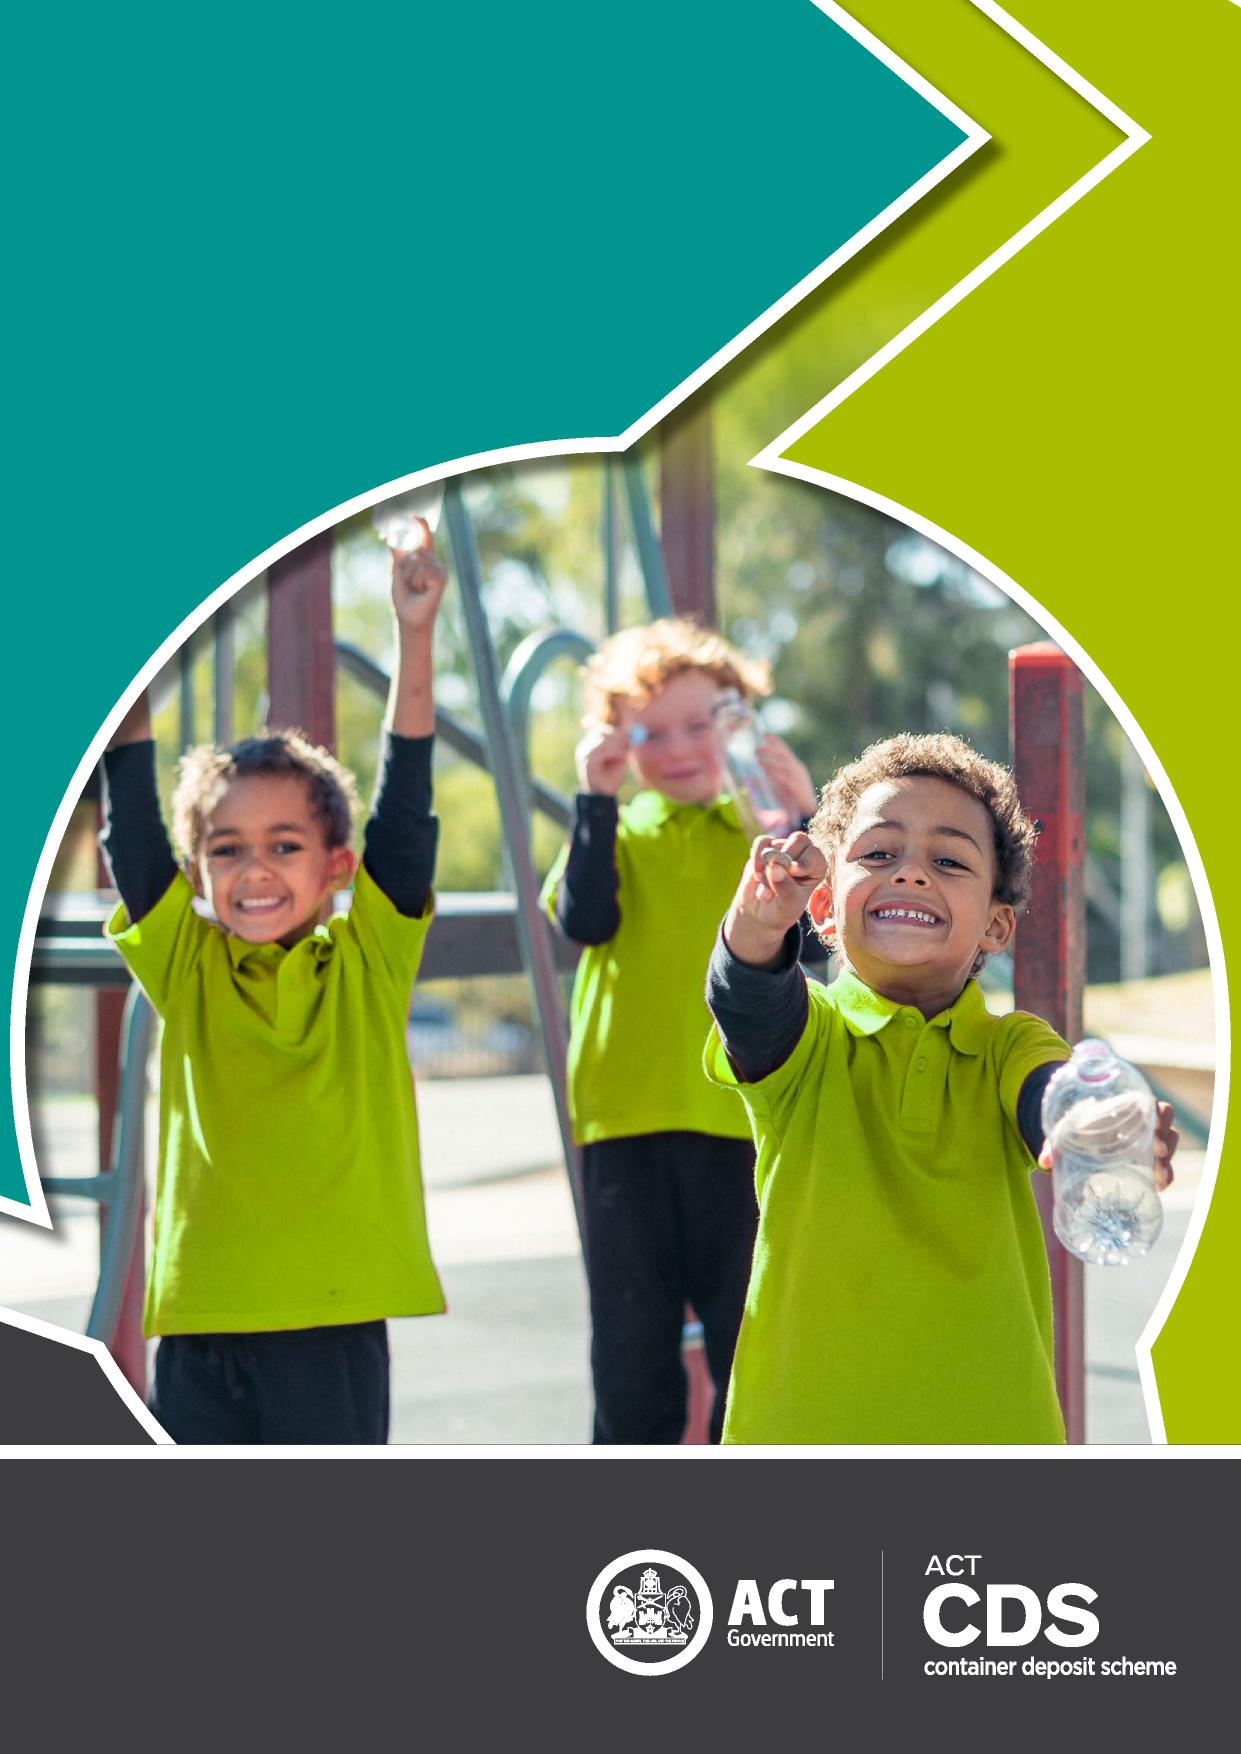 ACT
Government
ACT
CDS
container deposit scheme